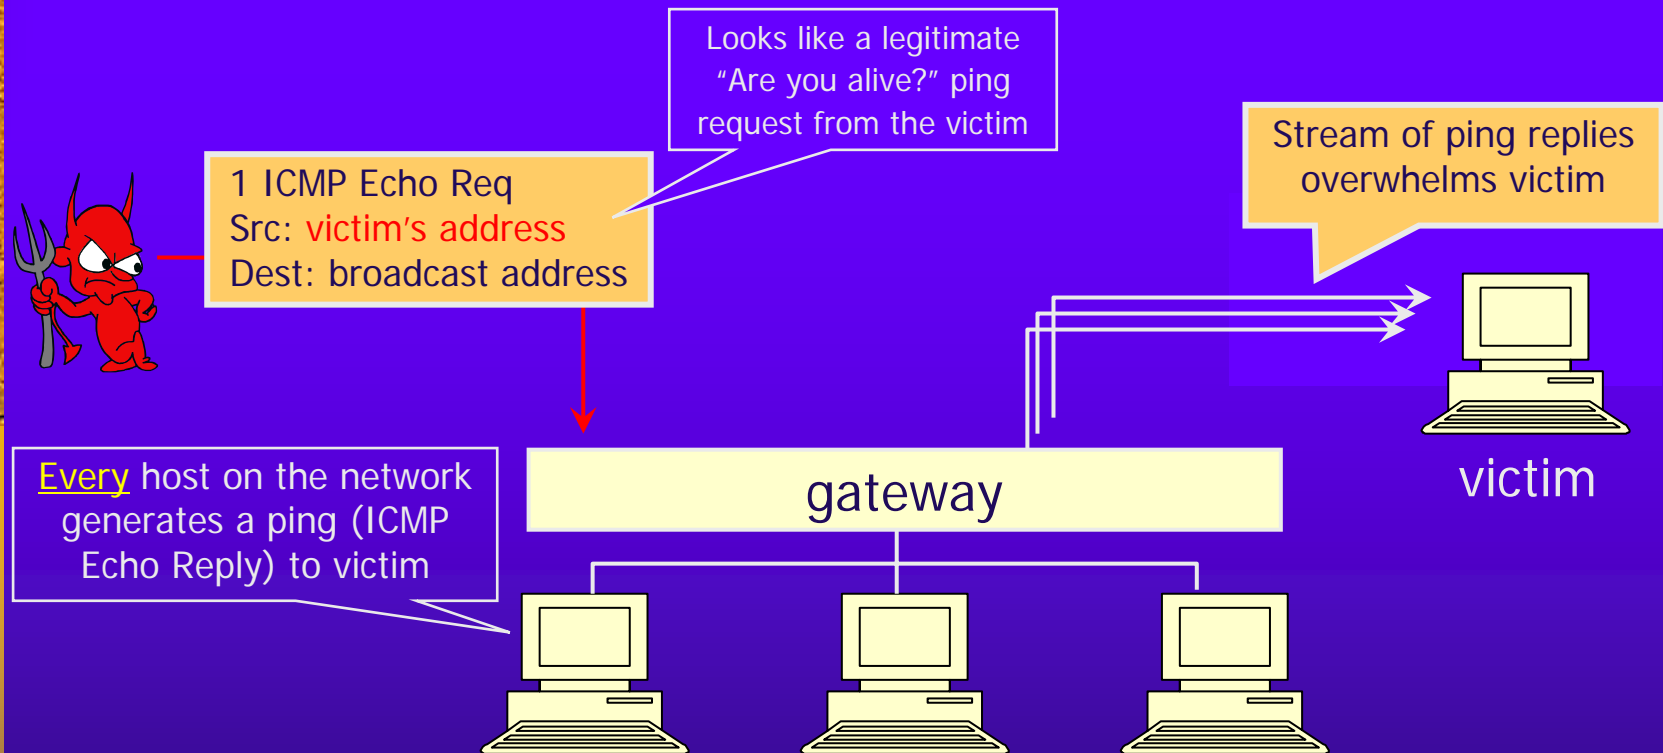 Looks like a legitimate
“Are you alive?” ping
request from the victim
1 ICMP Echo Req
Src: victim’s address
Dest: broadcast address
Stream of ping replies
overwhelms victim
Every host on the network
generates a ping (ICMP
Echo Reply) to victim
gateway
victim